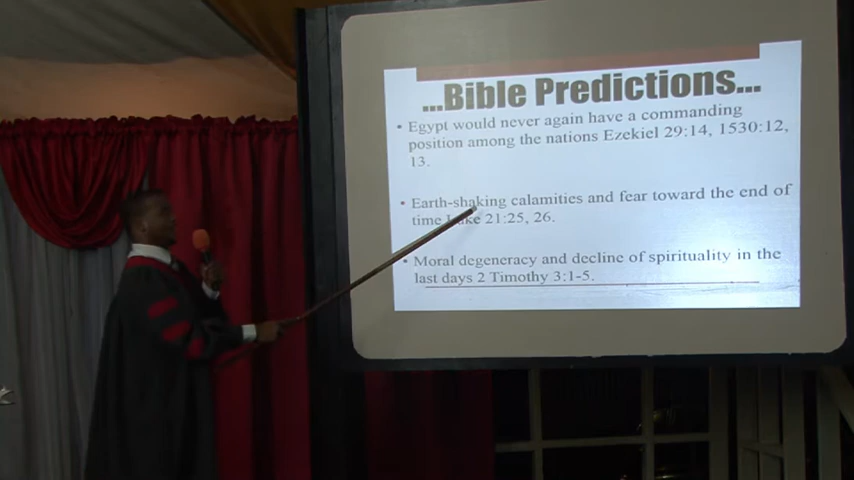 ...Bible Predictions...
• Egypt would never again have a commanding
position among the nations Ezekiel 29:14, 1530:12,
13.
• Earth-shaking calamities and fear toward the end of
time Luke 21:25, 26.
• Moral degeneracy and decline of spirituality in the
last days 2 Timothy 3:1-5.